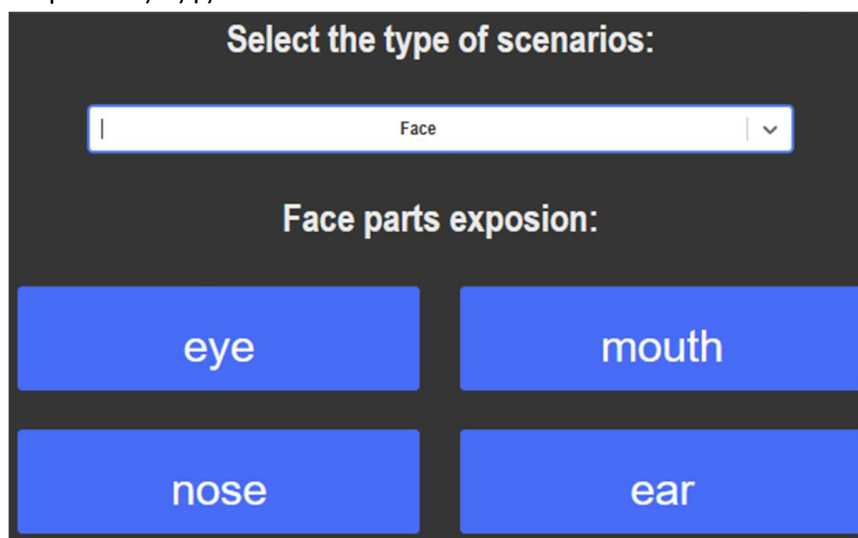 Select the type of scenarios:
Face
Face parts exposion:
eye mouth
nose ear